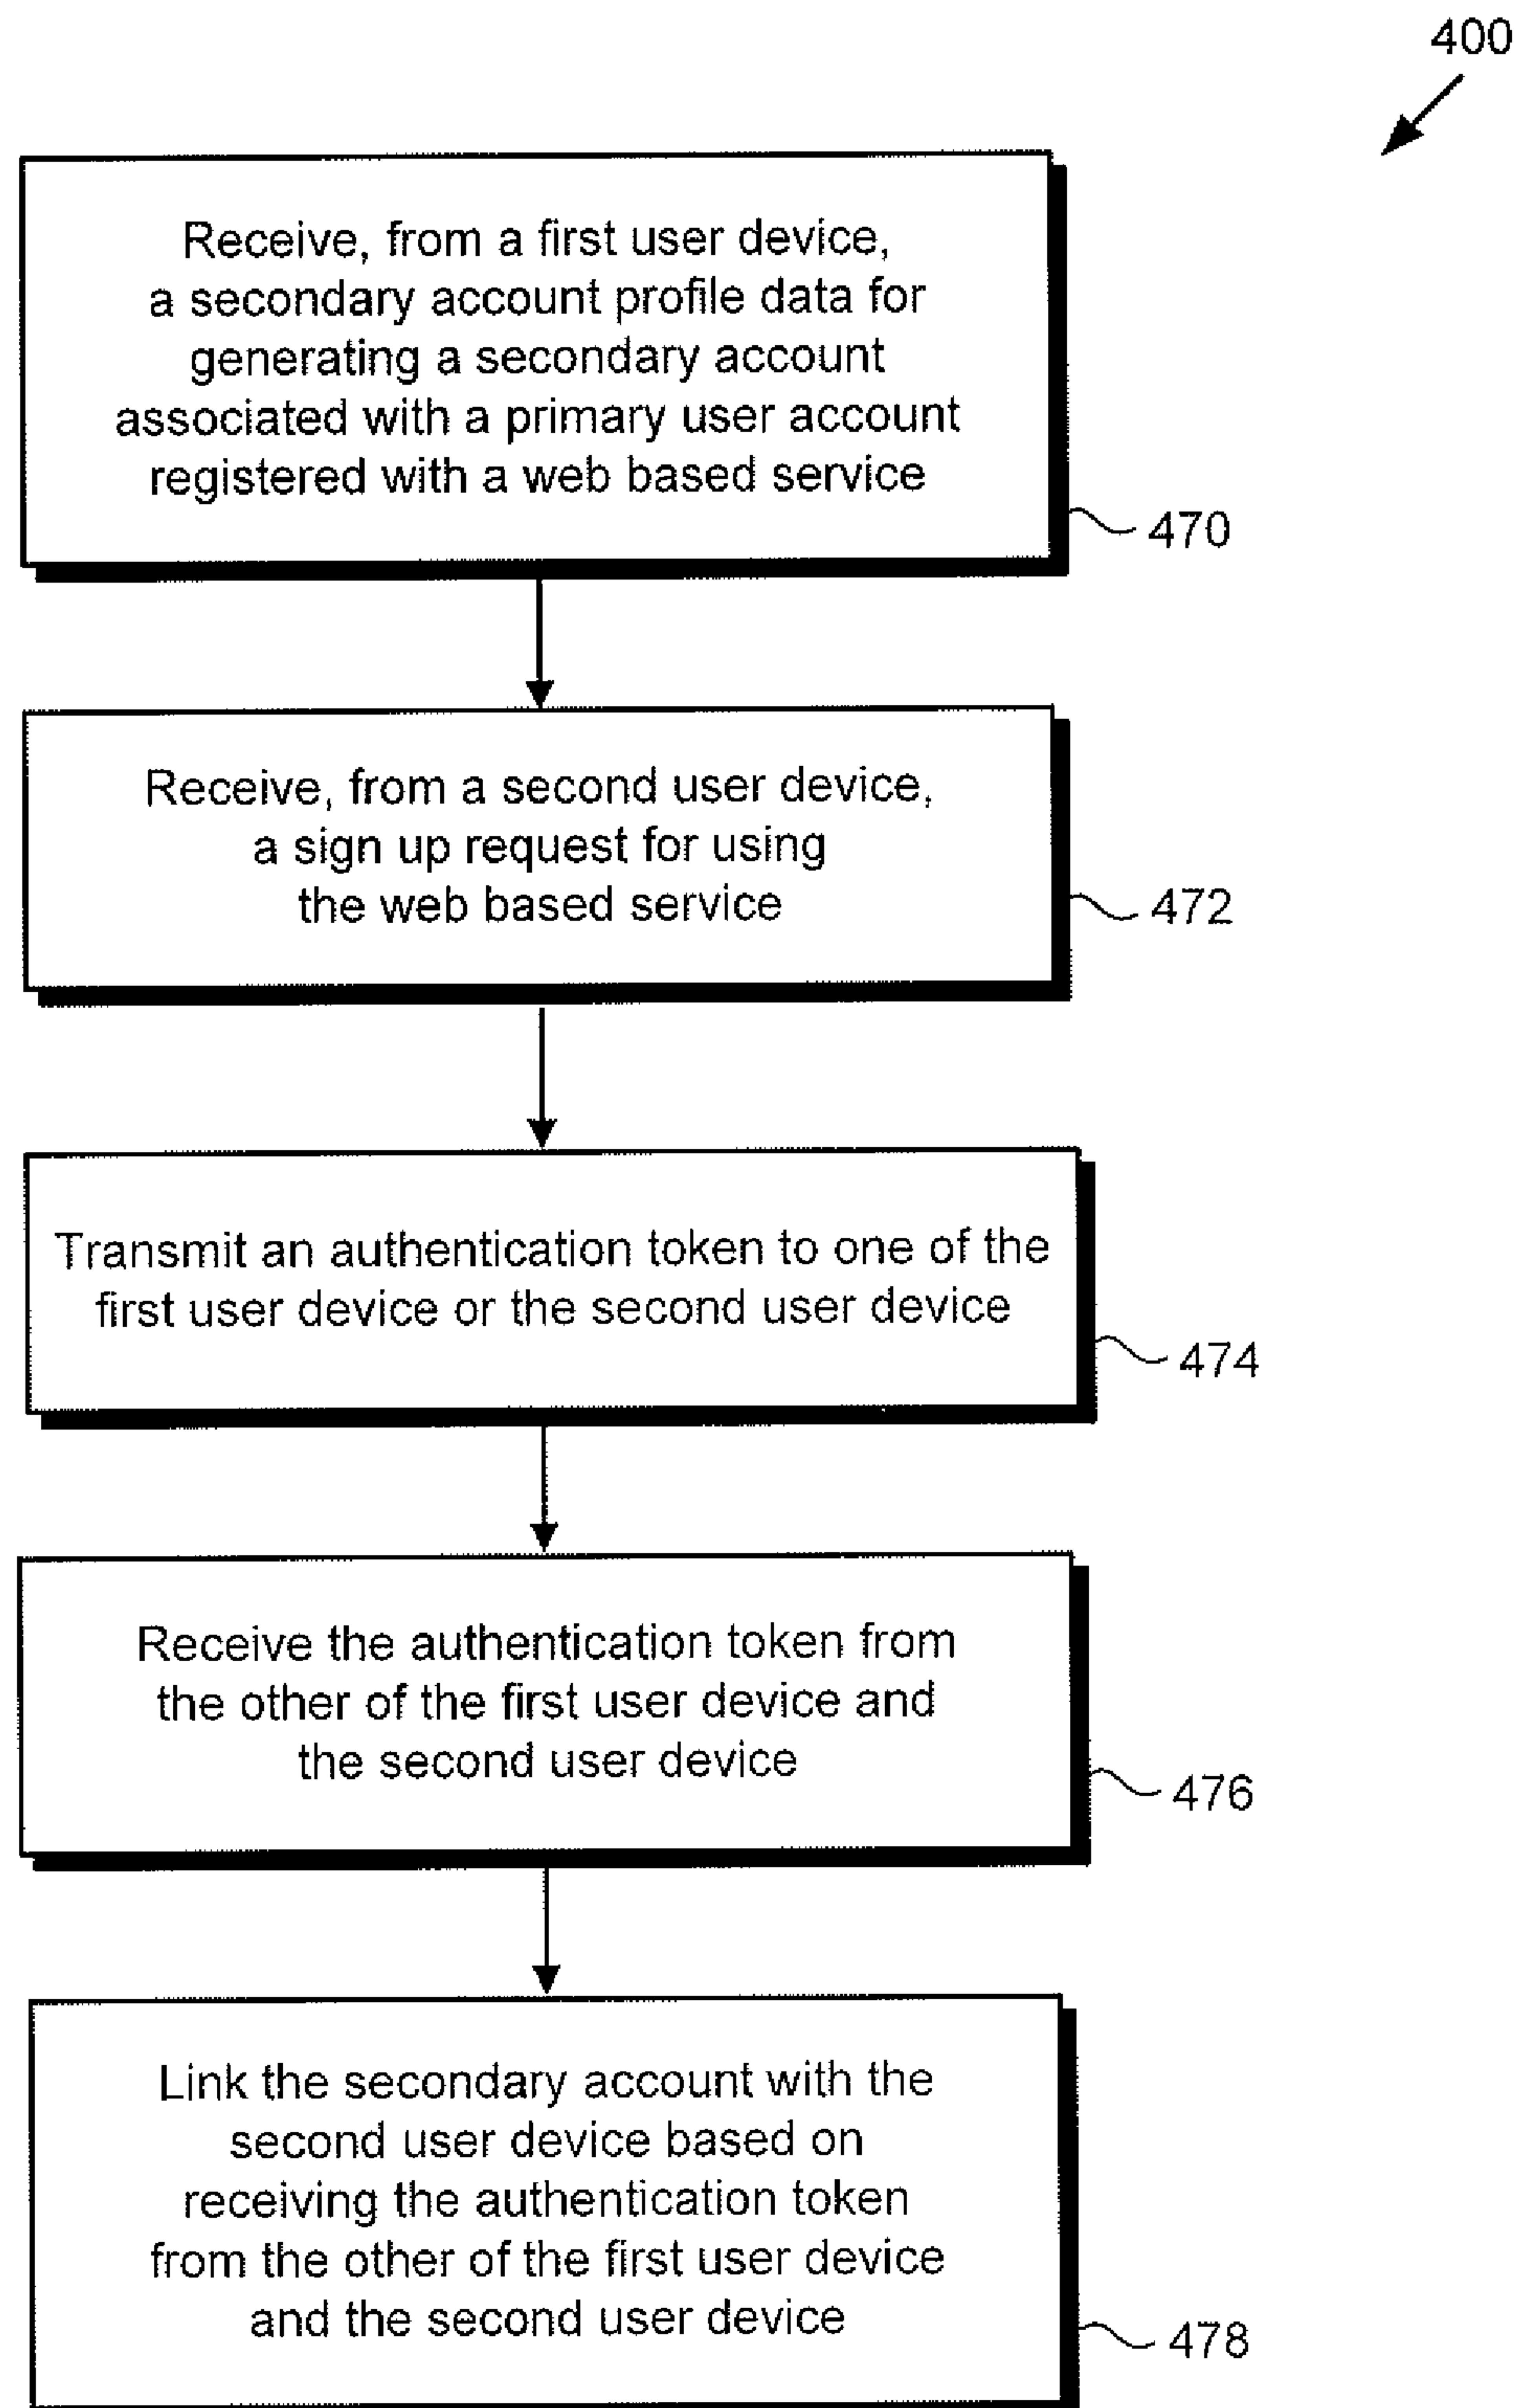 400
Receive, from a first user device,
a secondary account profile data for
generating a secondary account
associated with a primary user account
registered with a web based service
470
Receive, from a second user device,
a sign up request for using
the web based service
472
Transmit an authentication token to one of the
first user device or the second user device
474
Receive the authentication token from
the other of the first user device and
the second user device
476
Link the secondary account with the
second user device based on
receiving the authentication token
from the other of the first user device
and the second user device
478